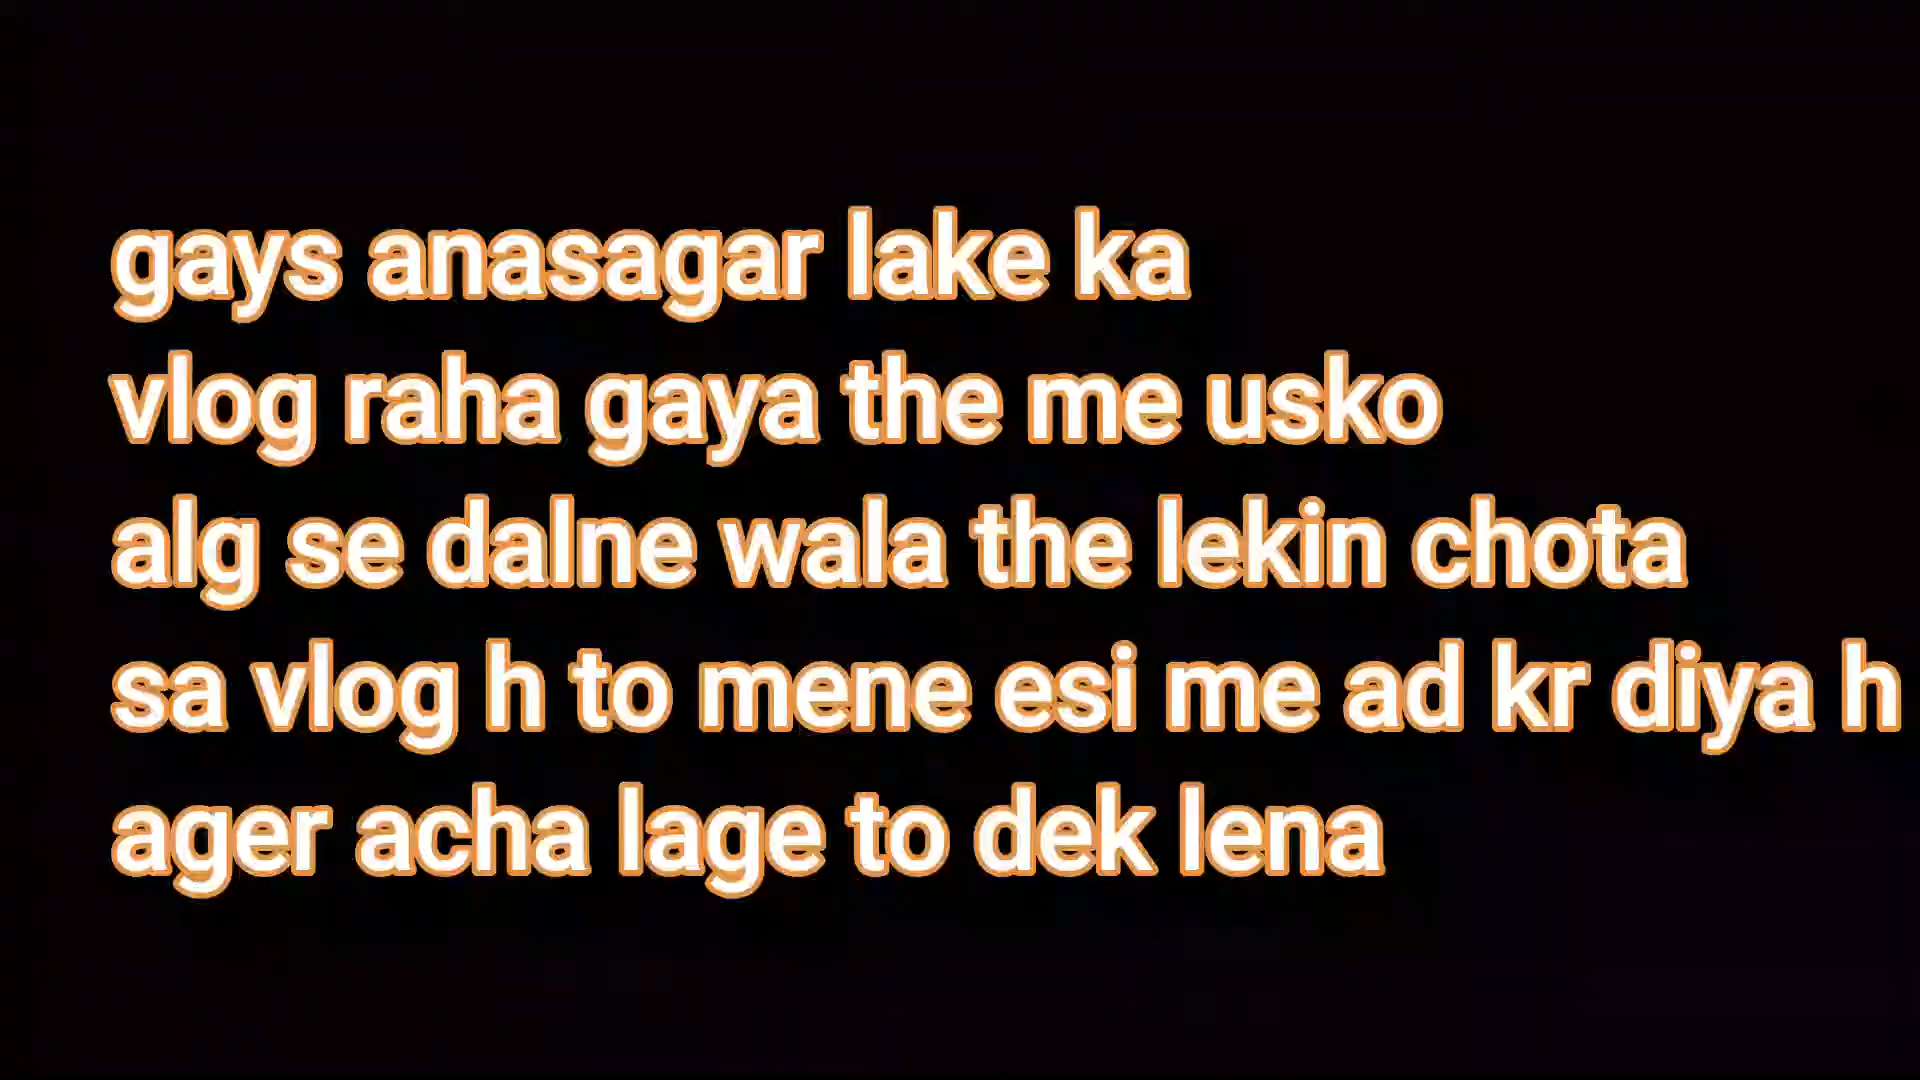 gays anasagar lake ka
vlog raha gaya the me usko
alg se dalne wala the lekin chota
sa vlog h to mene esi me ad kr diya h
ager acha lage to dek lena